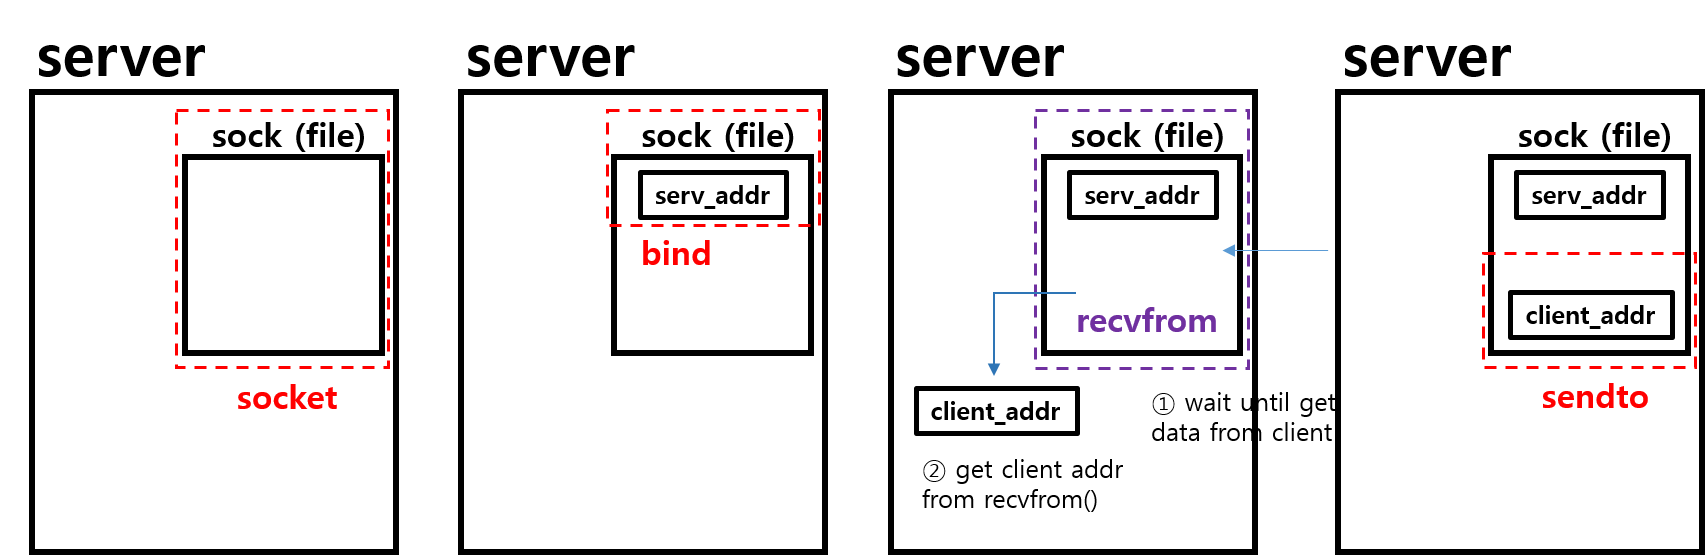 server
sock (file)
socket
server
sock (file)
serv_addr
bind
server
sock (file)
serv_addr
recvfrom
client_addr
① wait until get
data from client
② get client addr
from recvfrom()
server
sock (file)
serv_addr
client_addr
sendto